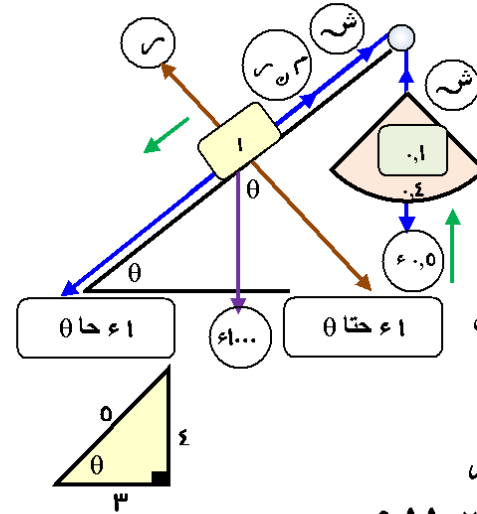 س
م ك س
ش
ش
١
٠,١
٠,٤
θ
θ
٠,٥ ء
١ ء حا θ
١٠٠٠ء
١ ء حتا θ
٥
٤
θ
٣